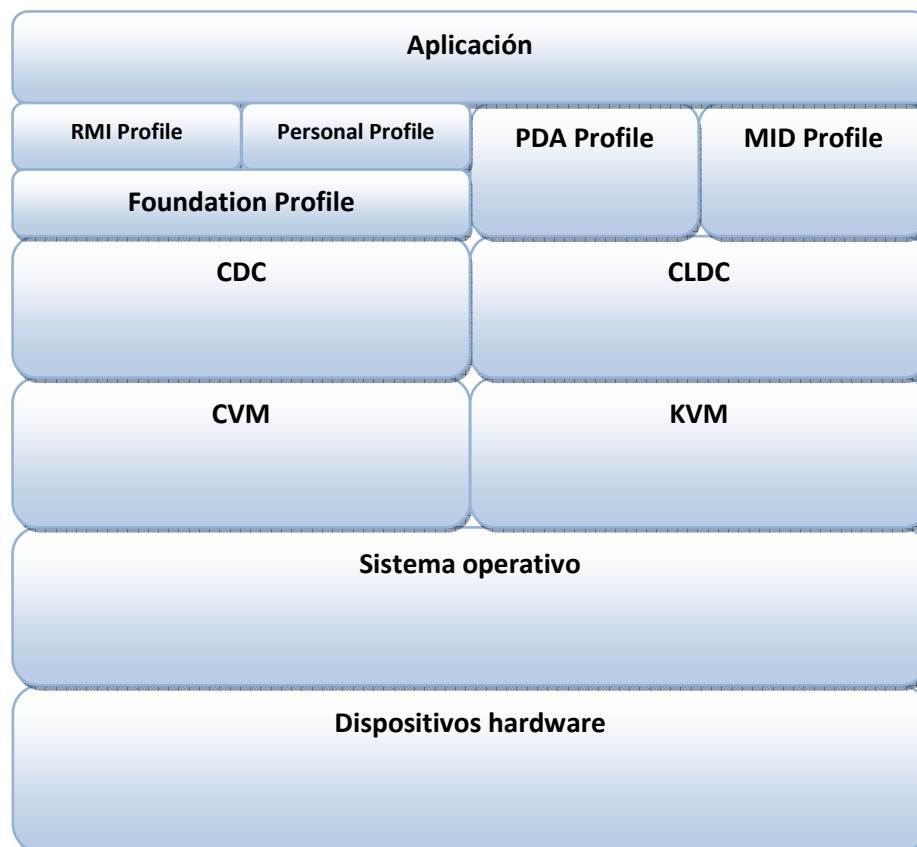 Aplicación
RMI Profile
Personal Profile
PDA Profile
MID Profile
Foundation Profile
CDC
CLDC
CVM
KVM
Sistema operativo
Dispositivos hardware